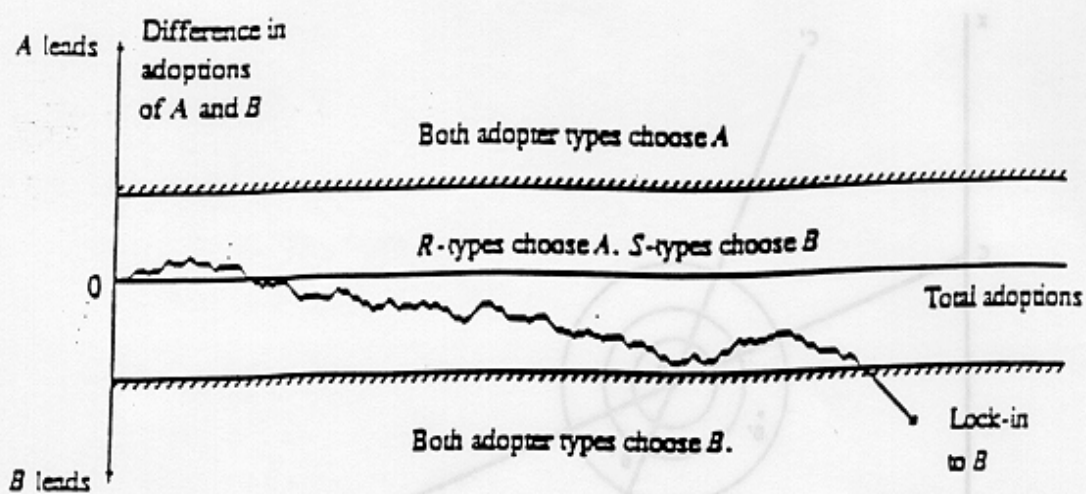 A leads
Difference in
adoptions
of A and B
Both adopter types choose A
R-types choose A. S-types choose B
0
Total adoptions
Both adopter types choose B.
Lock-in
to B
B leads